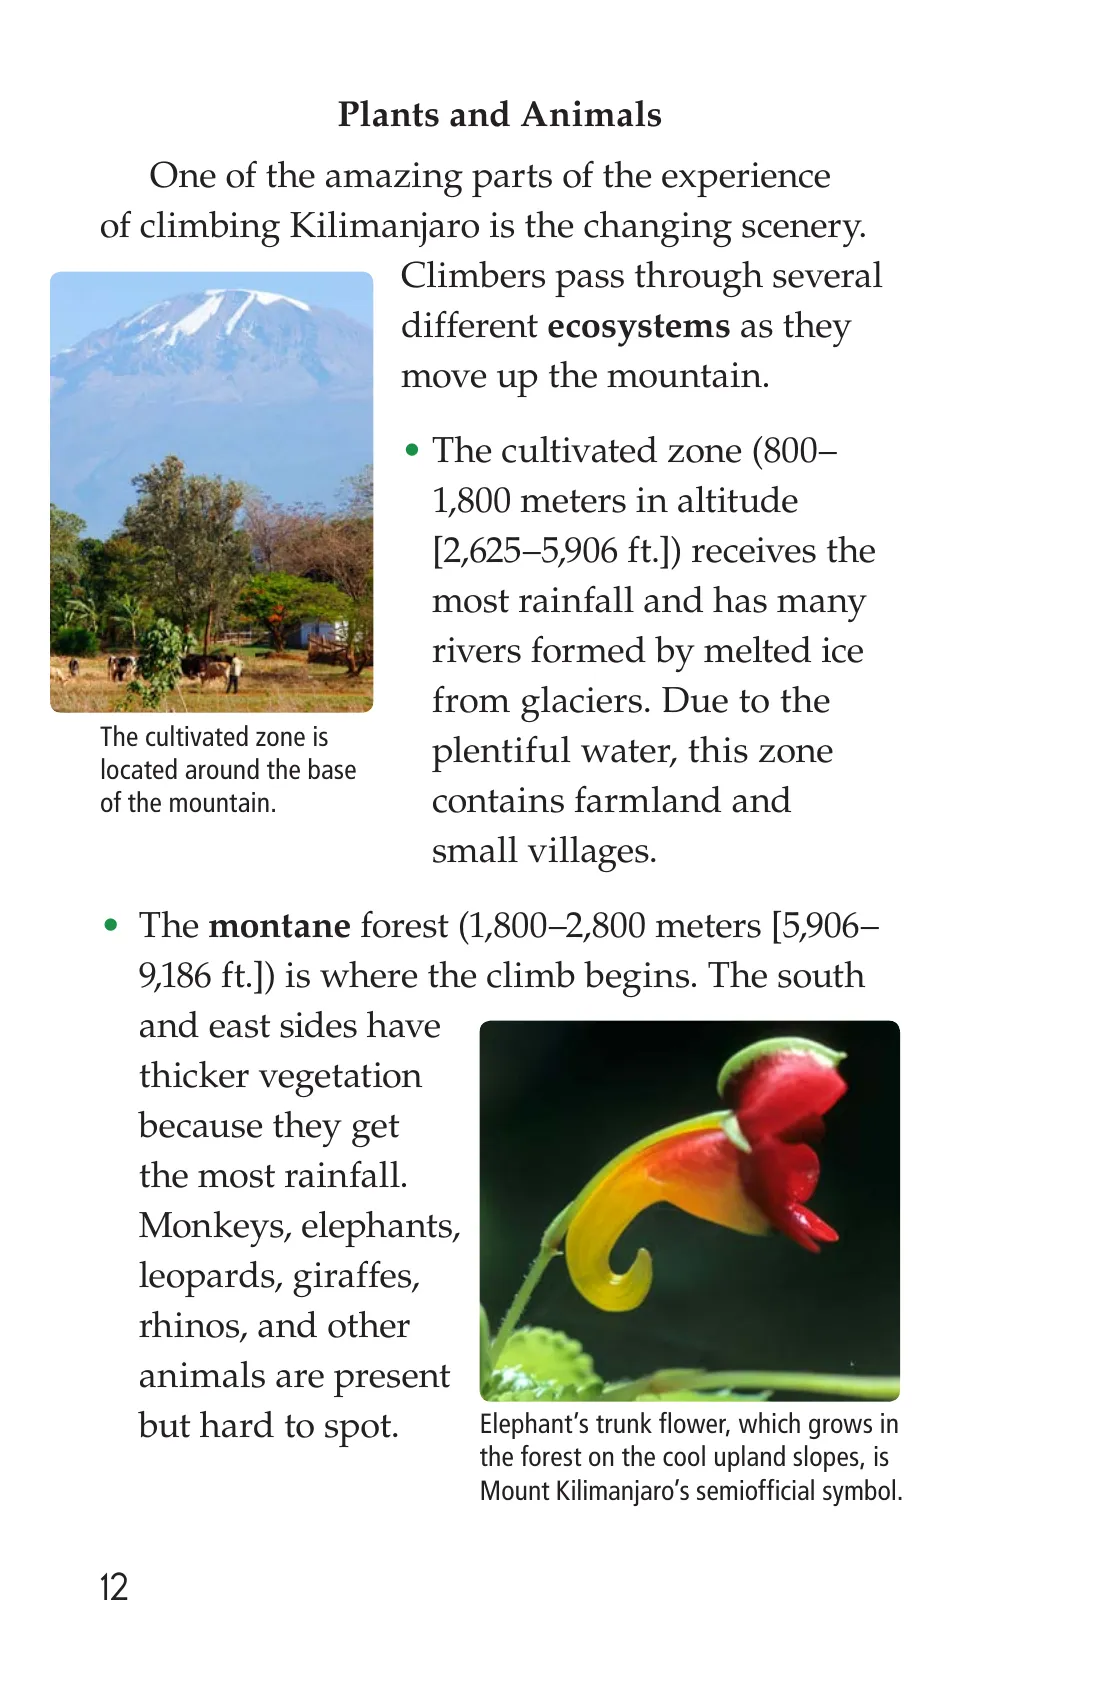 Plants and Animals
One of the amazing parts of the experience
of climbing Kilimanjaro is the changing scenery.
Climbers pass through several
different ecosystems as they
move up the mountain.
• The cultivated zone (800–
1,800 meters in altitude
[2,625–5,906 ft.]) receives the
most rainfall and has many
rivers formed by melted ice
from glaciers. Due to the
plentiful water, this zone
contains farmland and
small villages.
The cultivated zone is
located around the base
of the mountain.
• The montane forest (1,800–2,800 meters [5,906–
9,186 ft.]) is where the climb begins. The south
and east sides have
thicker vegetation
because they get
the most rainfall.
Monkeys, elephants,
leopards, giraffes,
rhinos, and other
animals are present
but hard to spot.
Elephant’s trunk flower, which grows in
the forest on the cool upland slopes, is
Mount Kilimanjaro’s semiofficial symbol.
12